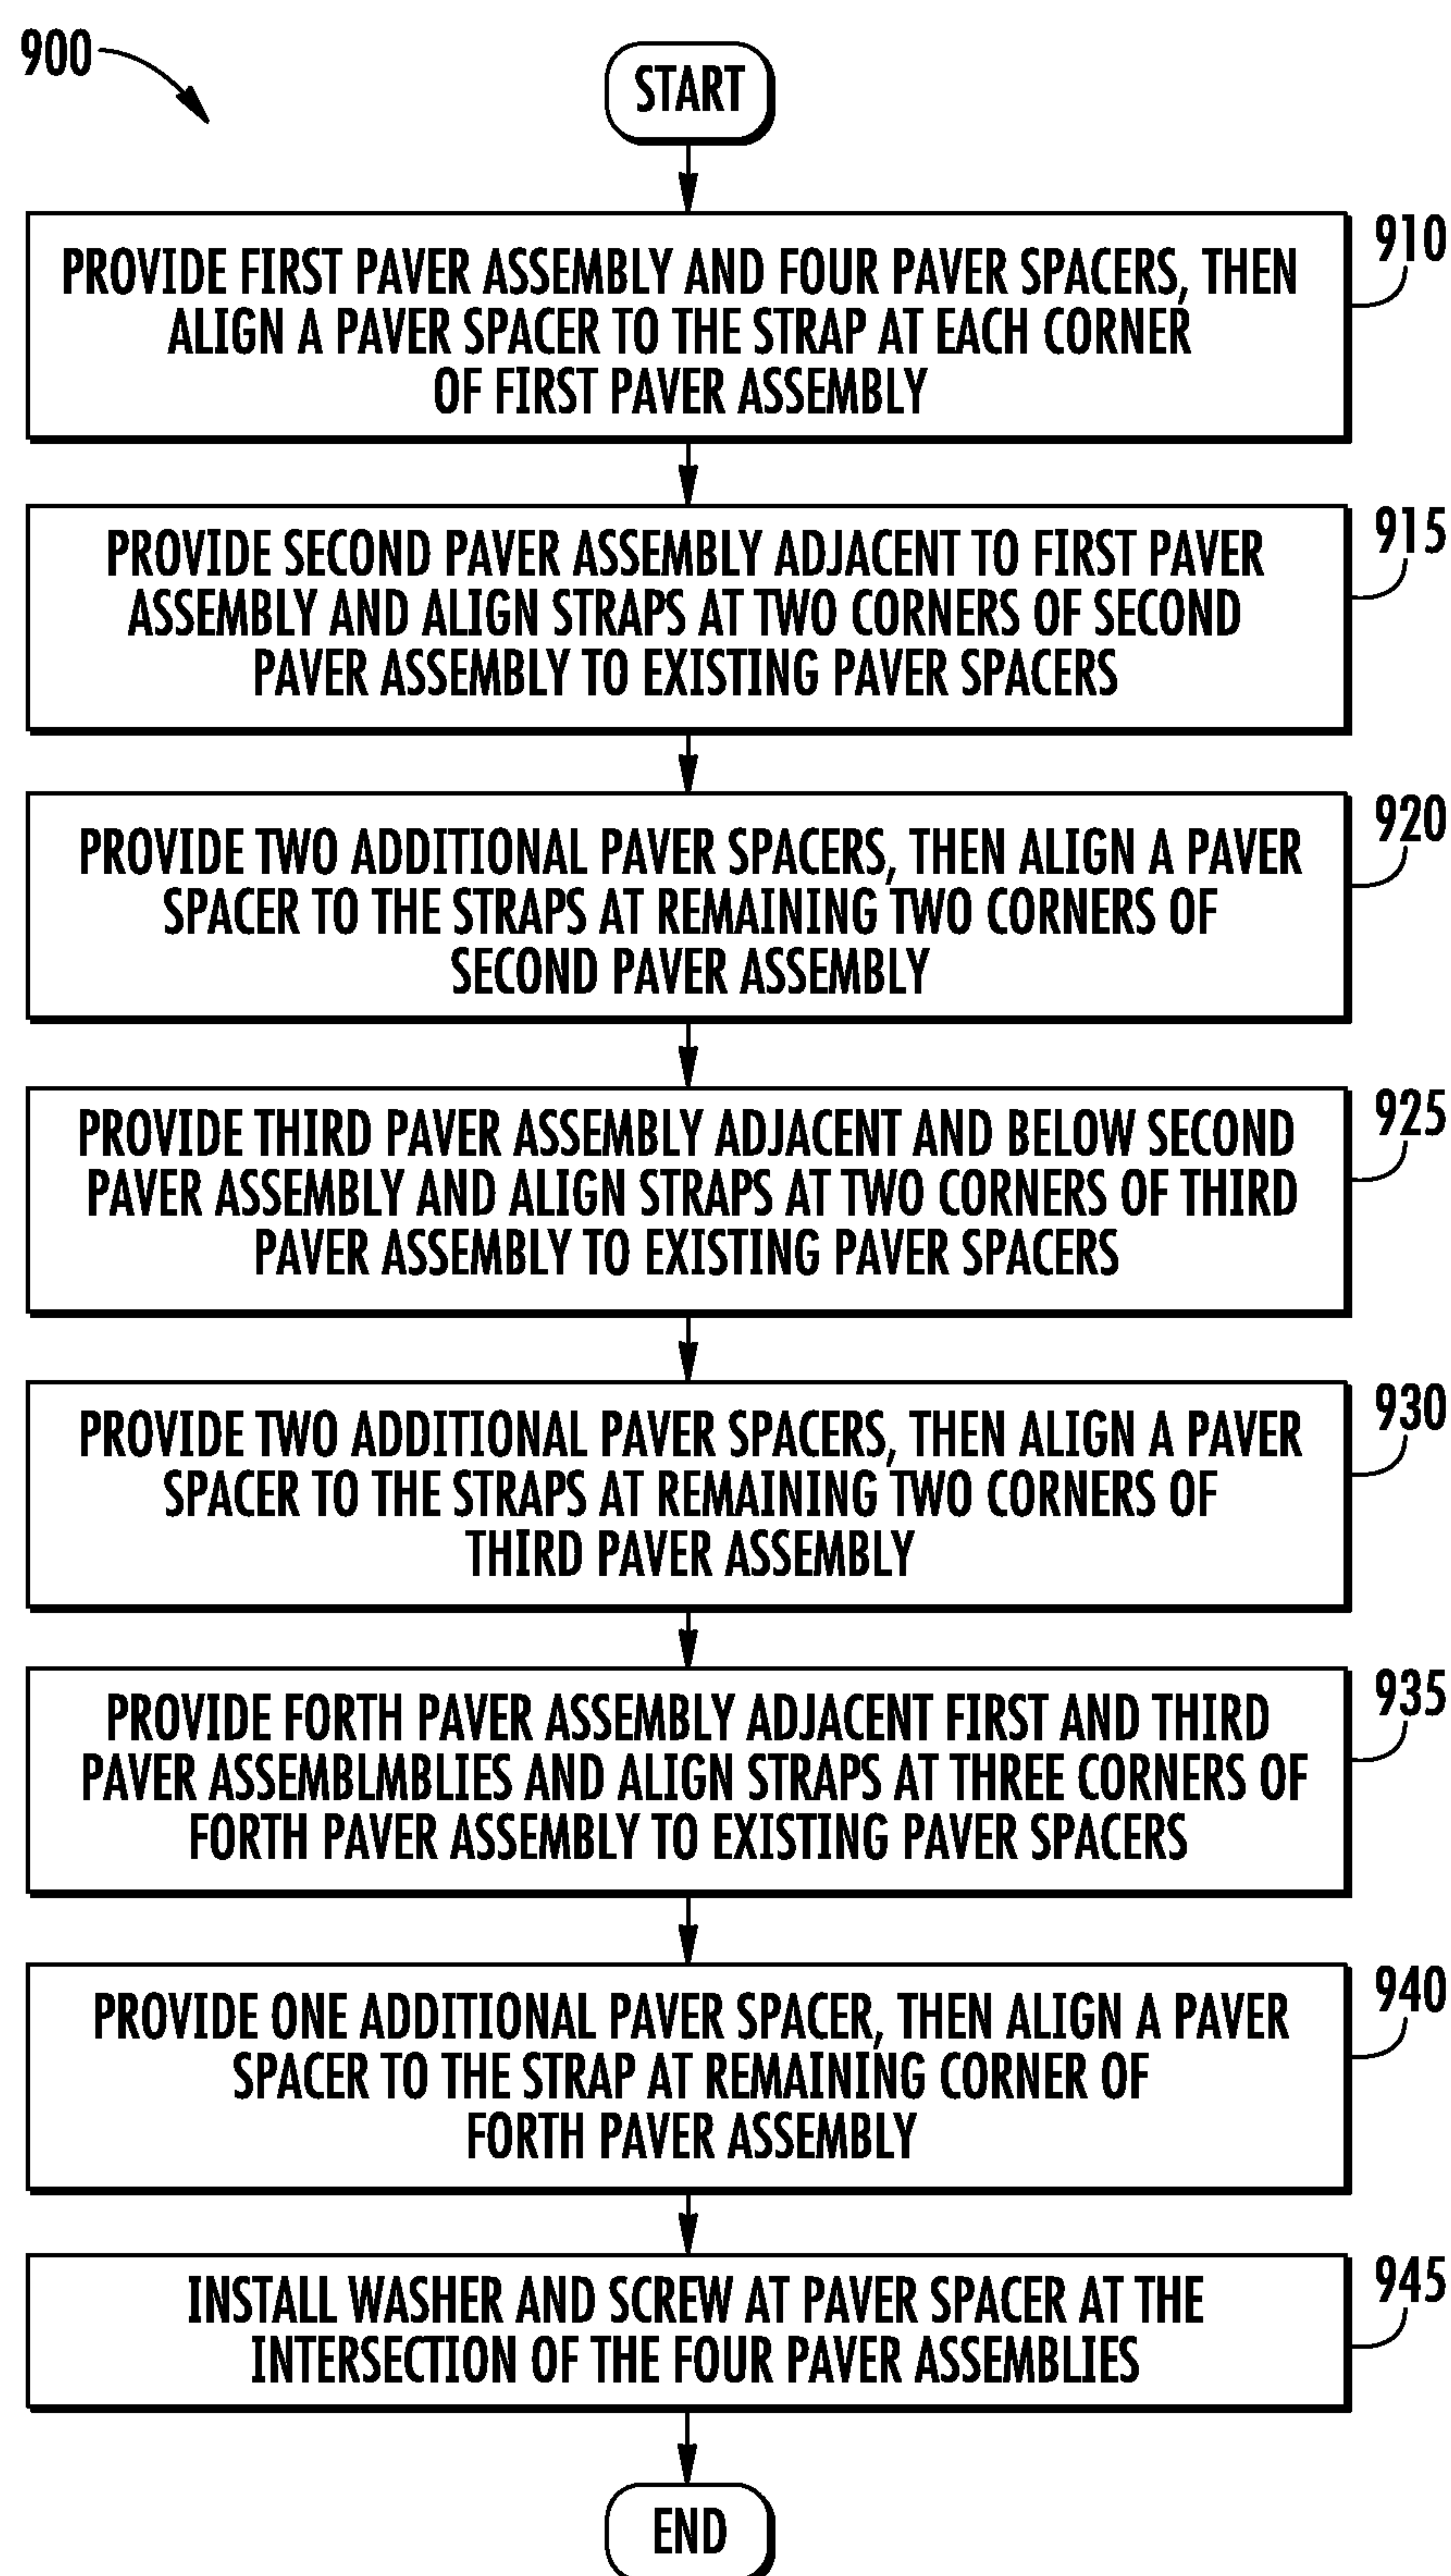 900
START
910
PROVIDE FIRST PAVER ASSEMBLY AND FOUR PAVER SPACERS, THEN
ALIGN A PAVER SPACER TO THE STRAP AT EACH CORNER
OF FIRST PAVER ASSEMBLY
915
PROVIDE SECOND PAVER ASSEMBLY ADJACENT TO FIRST PAVER
ASSEMBLY AND ALIGN STRAPS AT TWO CORNERS OF SECOND
PAVER ASSEMBLY TO EXISTING PAVER SPACERS
920
PROVIDE TWO ADDITIONAL PAVER SPACERS, THEN ALIGN A PAVER
SPACER TO THE STRAPS AT REMAINING TWO CORNERS OF
SECOND PAVER ASSEMBLY
925
PROVIDE THIRD PAVER ASSEMBLY ADJACENT AND BELOW SECOND
PAVER ASSEMBLY AND ALIGN STRAPS AT TWO CORNERS OF THIRD
PAVER ASSEMBLY TO EXISTING PAVER SPACERS
930
PROVIDE TWO ADDITIONAL PAVER SPACERS, THEN ALIGN A PAVER
SPACER TO THE STRAPS AT REMAINING TWO CORNERS OF
THIRD PAVER ASSEMBLY
935
PROVIDE FORTH PAVER ASSEMBLY ADJACENT FIRST AND THIRD
PAVER ASSEMBLMBLIES AND ALIGN STRAPS AT THREE CORNERS OF
FORTH PAVER ASSEMBLY TO EXISTING PAVER SPACERS
940
PROVIDE ONE ADDITIONAL PAVER SPACER, THEN ALIGN A PAVER
SPACER TO THE STRAP AT REMAINING CORNER OF
FORTH PAVER ASSEMBLY
945
INSTALL WASHER AND SCREW AT PAVER SPACER AT THE
INTERSECTION OF THE FOUR PAVER ASSEMBLIES
END